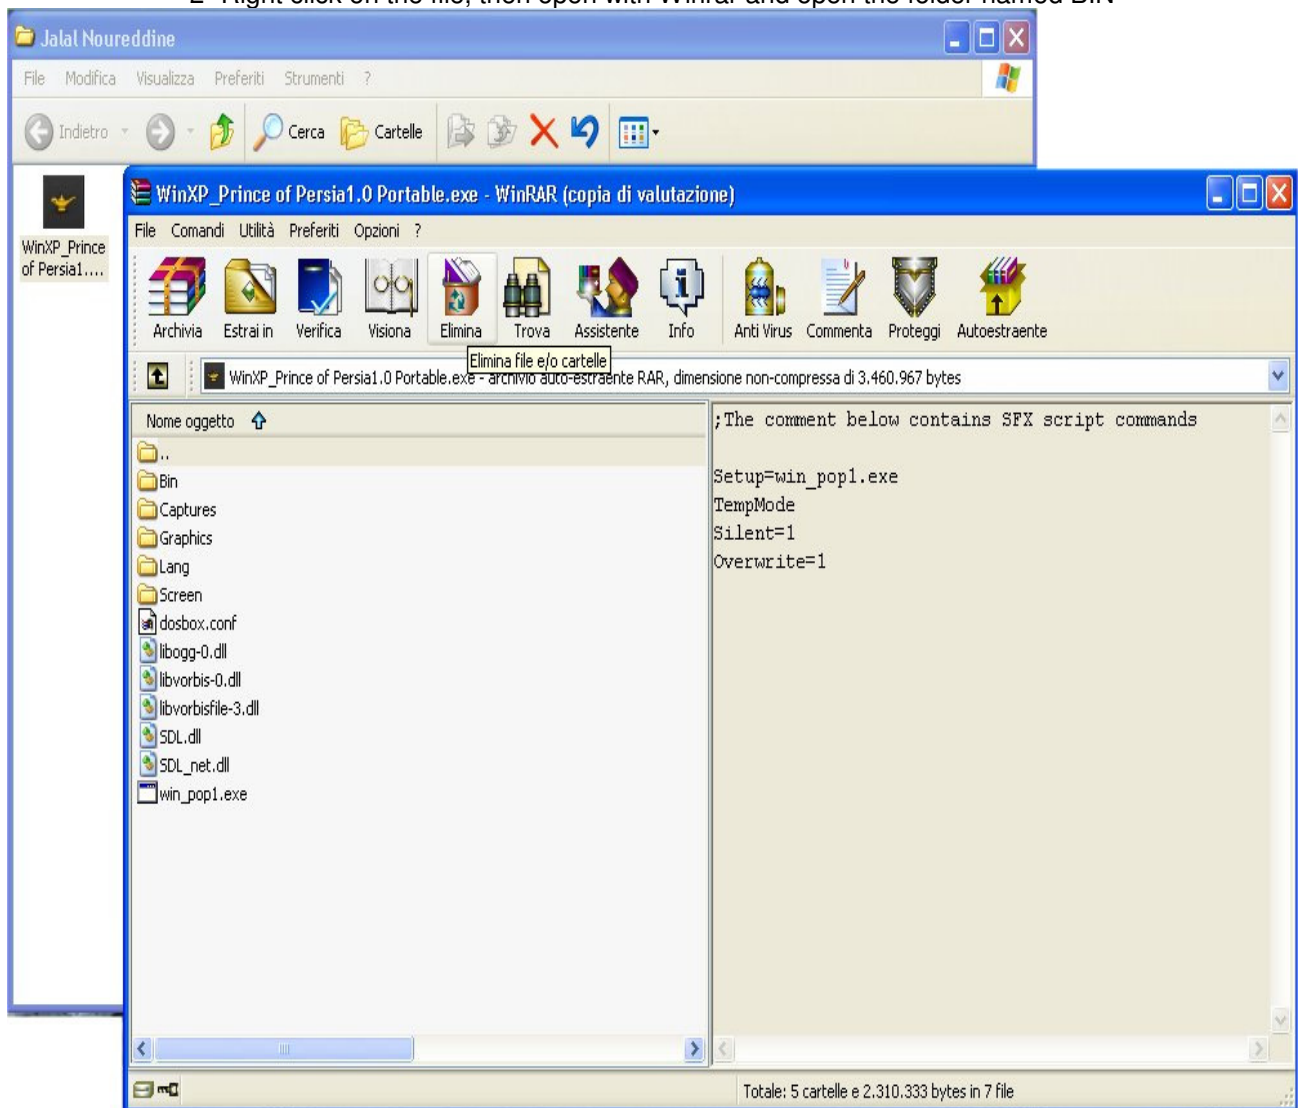 2- Right click on the file, then open with Winrar and open the folder named BIN
Jalal Noureddine
File Modifica Visualizza Preferiti Strumenti ?
Indietro Cerca Cartelle
WinXP_Prince
of Persia1....
WinXP_Prince of Persia1.0 Portable.exe - WinRAR (copia di valutazione)
File Comandi Utilità Preferiti Opzioni ?
Archivia Estrai in Verifica Visiona Elimina Trova Assistente Info Anti Virus Commenta Proteggi Autoestraente
Elimina file e/o cartelle
WinXP_Prince of Persia1.0 Portable.exe - archivio auto-estraente RAR, dimensione non-compressa di 3.460.967 bytes
Nome oggetto
..
Bin
Captures
Graphics
Lang
Screen
dosbox.conf
libogg-0.dll
libvorbis-0.dll
libvorbisfile-3.dll
SDL.dll
SDL_net.dll
win_pop1.exe
;The comment below contains SFX script commands
Setup=win_pop1.exe
TempMode
Silent=1
Overwrite=1
Totale: 5 cartelle e 2.310.333 bytes in 7 file